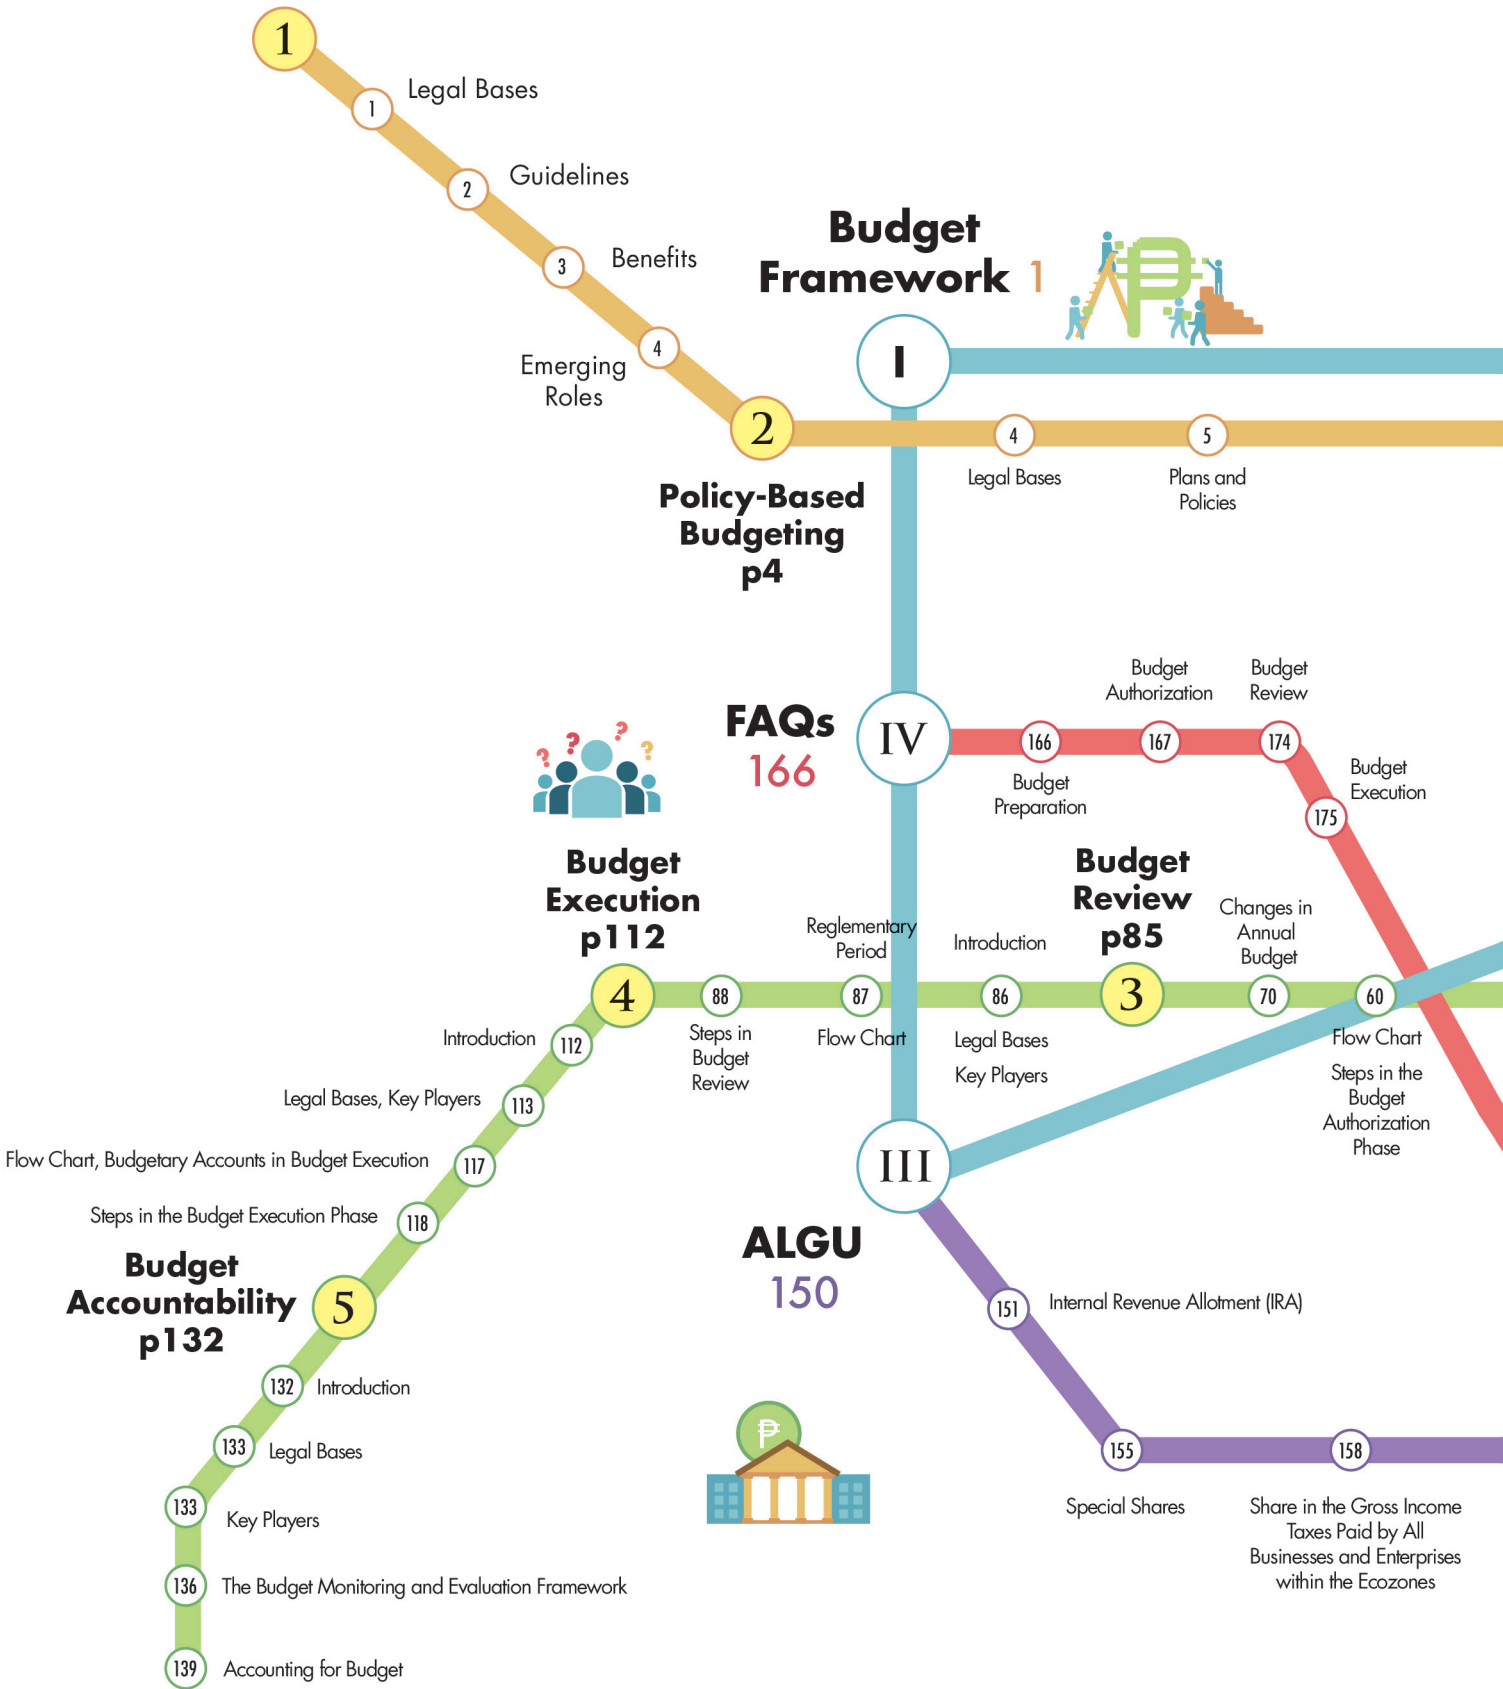 1
1
Legal Bases
2
Guidelines
3
Benefits
4
Emerging
Roles
2
Policy-Based
Budgeting
p4
Budget
Framework 1
₱
I
4
Legal Bases
5
Plans and
Policies
FAQs
166
IV
166
Budget
Preparation
Budget
Authorization
167
Budget
Review
174
Budget
Execution
175
? ? ? ?
Budget
Execution
p112
4
88
Steps in
Budget
Review
Reglementary
Period
87
Flow Chart
Introduction
86
Legal Bases
Key Players
Budget
Review
p85
3
Changes in
Annual
Budget
70
60
Flow Chart
Steps in the
Budget
Authorization
Phase
Introduction
112
Legal Bases, Key Players
113
Flow Chart, Budgetary Accounts in Budget Execution
117
Steps in the Budget Execution Phase
118
Budget
Accountability
p132
5
132
Introduction
133
Legal Bases
133
Key Players
136
The Budget Monitoring and Evaluation Framework
139
Accounting for Budget
III
ALGU
150
151
Internal Revenue Allotment (IRA)
155
Special Shares
158
Share in the Gross Income
Taxes Paid by All
Businesses and Enterprises
within the Ecozones
₱